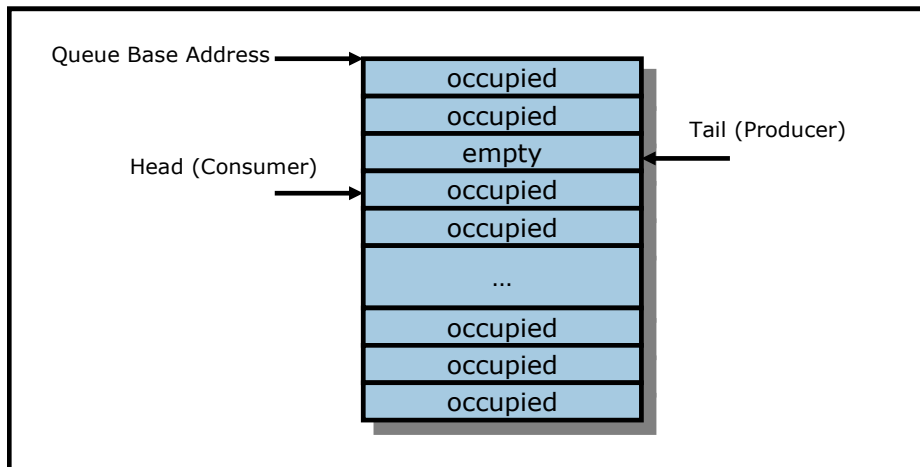 Queue Base Address
occupied
occupied
Tail (Producer)
empty
Head (Consumer)
occupied
occupied
...
occupied
occupied
occupied